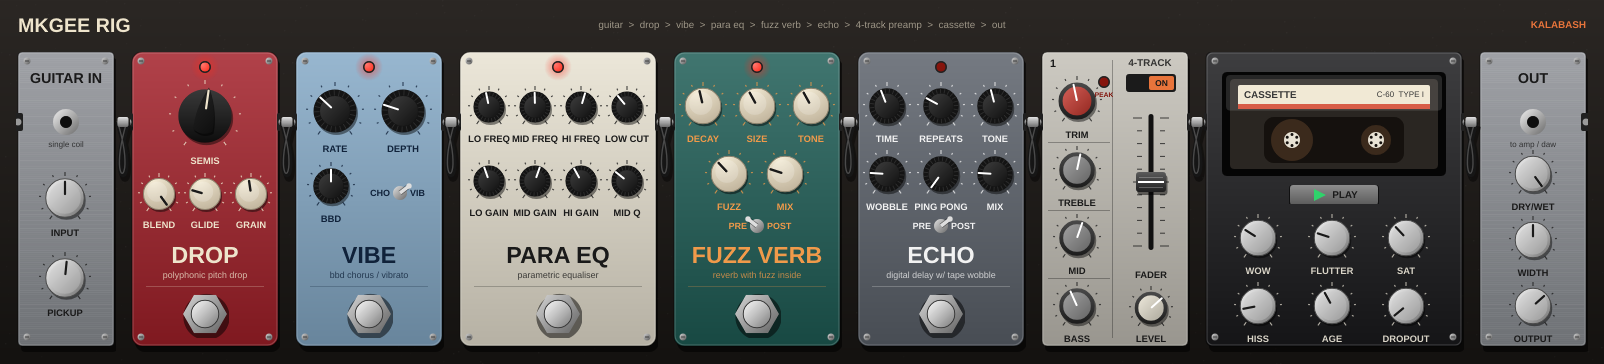 MKGEE RIG
guitar > drop > vibe > para eq > fuzz verb > echo > 4-track preamp > cassette > out
KALABASH
GUITAR IN
single coil
INPUT
PICKUP
SEMIS
BLEND GLIDE GRAIN
DROP
polyphonic pitch drop
RATE DEPTH
CHO VIB
BBD
VIBE
bbd chorus / vibrato
LO FREQ MID FREQ HI FREQ LOW CUT
LO GAIN MID GAIN HI GAIN MID Q
PARA EQ
parametric equaliser
DECAY SIZE TONE
FUZZ MIX
PRE POST
FUZZ VERB
reverb with fuzz inside
TIME REPEATS TONE
WOBBLE PING PONG MIX
PRE POST
ECHO
digital delay w/ tape wobble
1 4-TRACK
ON
PEAK
TRIM
TREBLE
MID
FADER
BASS LEVEL
CASSETTE C-60 TYPE I
PLAY
WOW FLUTTER SAT
HISS AGE DROPOUT
OUT
to amp / daw
DRY/WET
WIDTH
OUTPUT